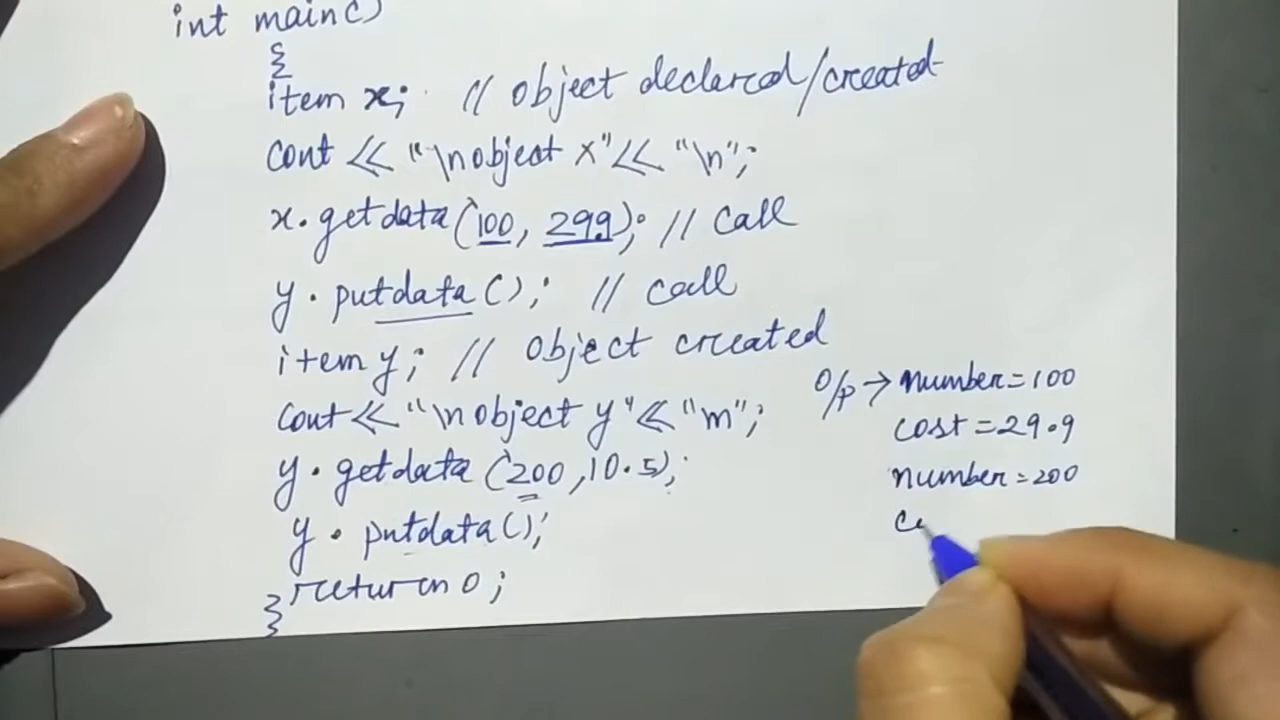 int main()
{
item x; // object declared/created
cout << "\nobject x" << "\n";
x.getdata(100, 299); // call
y.putdata(); // call
item y; // object created
cout << "\nobject y" << "\n";
y.getdata(200, 10.5);
y.putdata();
return 0;
}
O/p → number = 100
cost = 29.9
number = 200
co